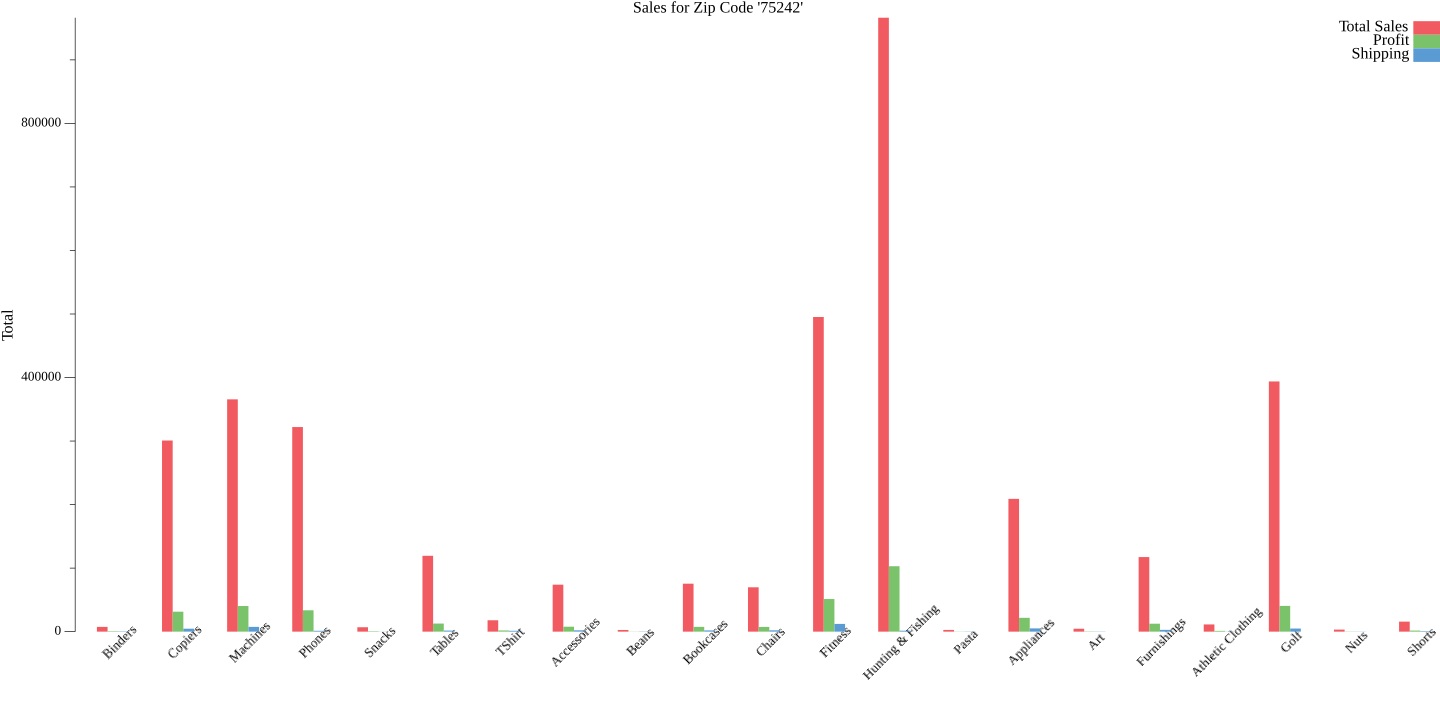 Sales for Zip Code '75242'
Total Sales
Profit
Shipping
Total
800000
400000
0
Binders
Copiers
Machines
Phones
Snacks
Tables
TShirt
Accessories
Beans
Bookcases
Chairs
Fitness
Hunting & Fishing
Pasta
Appliances
Art
Furnishings
Athletic Clothing
Golf
Nuts
Shorts